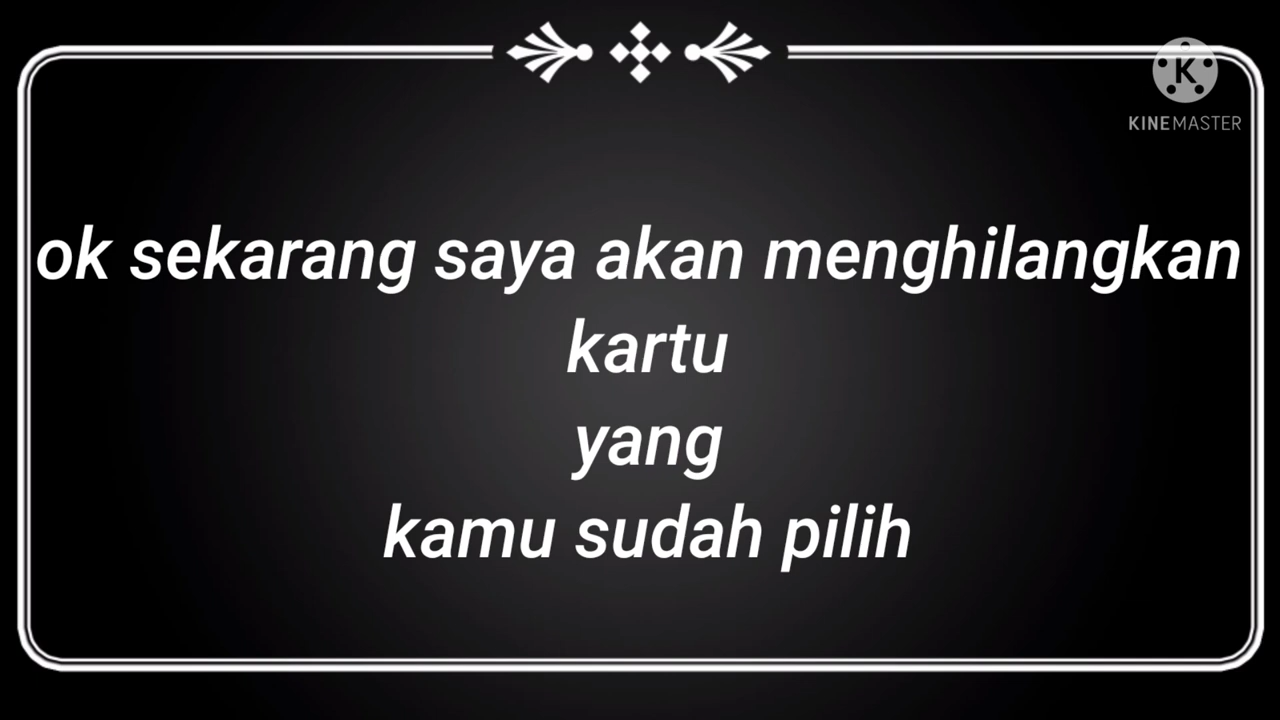 K
KINEMASTER
ok sekarang saya akan menghilangkan
kartu
yang
kamu sudah pilih